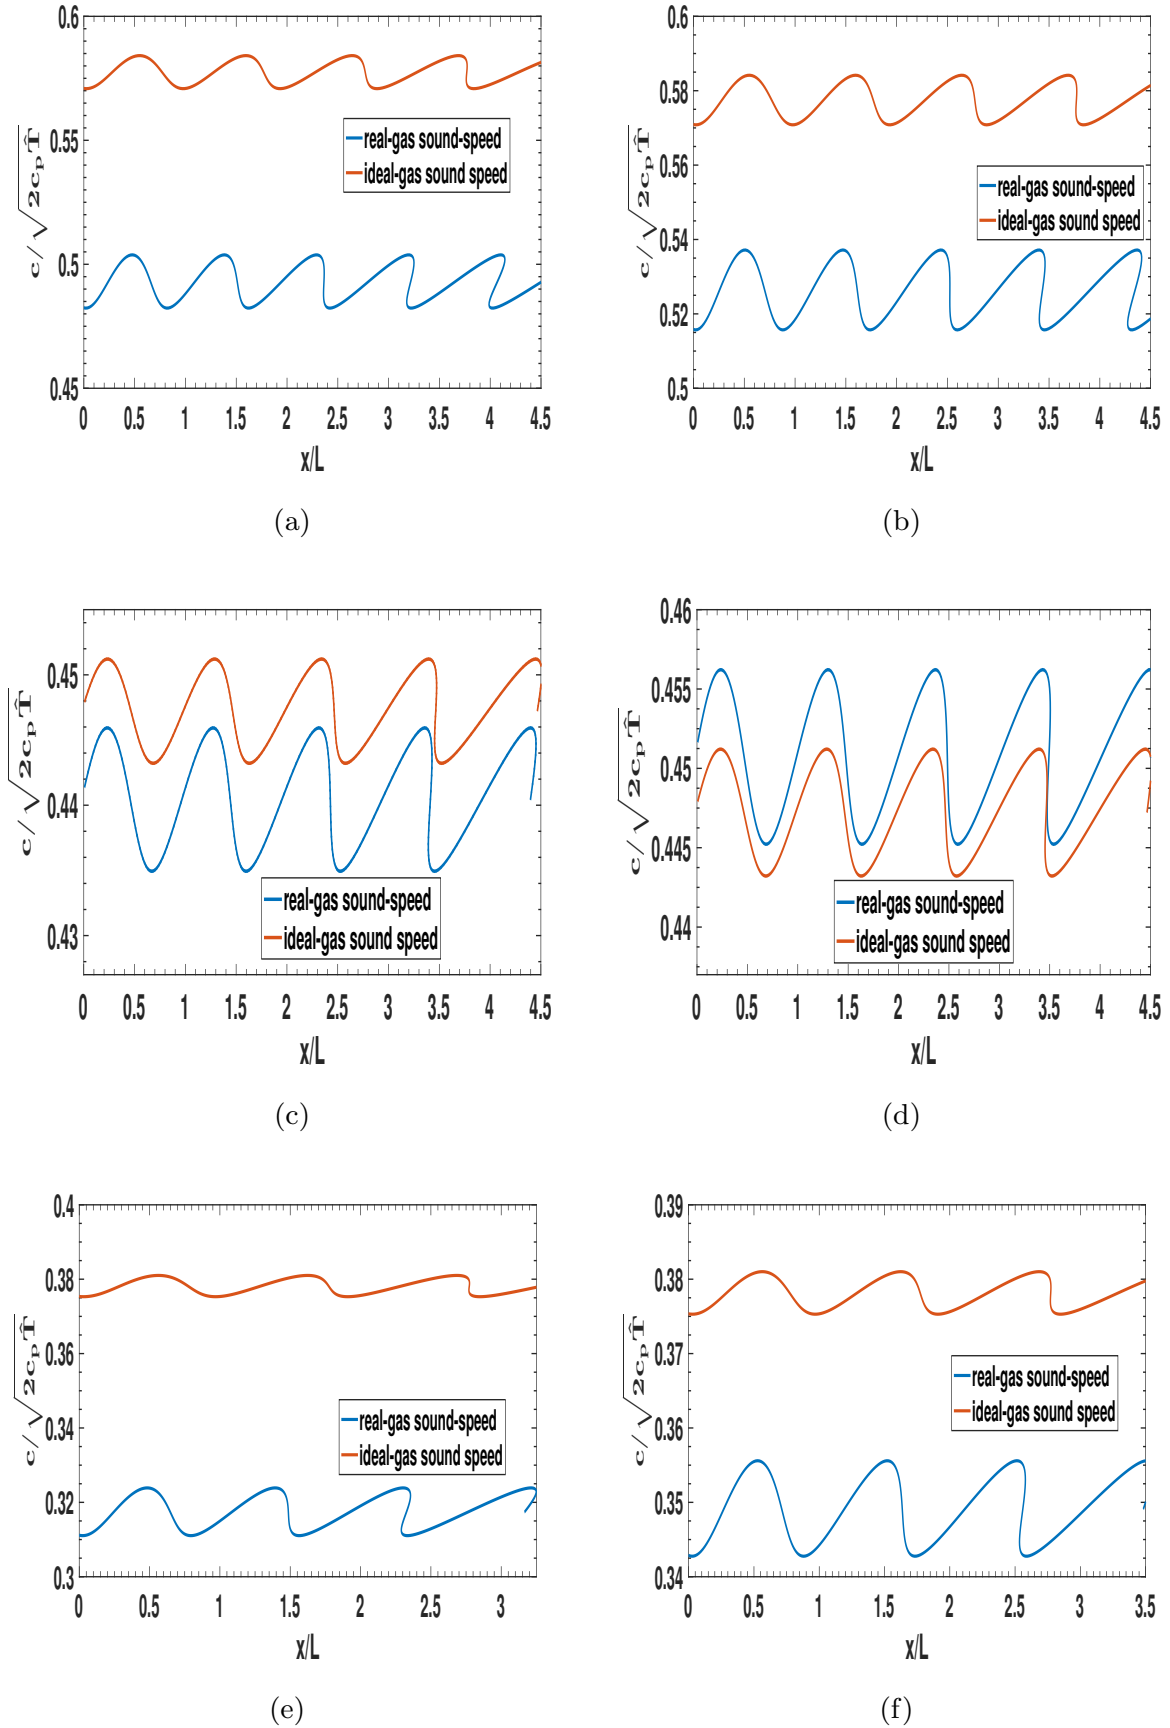 0.6
0.55
0.5
0.45
c/√2cpT̂
real-gas sound-speed
ideal-gas sound speed
0 0.5 1 1.5 2 2.5 3 3.5 4 4.5
x/L
(a)
0.6
0.58
0.56
0.54
0.52
0.5
c/√2cpT̂
real-gas sound-speed
ideal-gas sound speed
0 0.5 1 1.5 2 2.5 3 3.5 4 4.5
x/L
(b)
0.45
0.44
0.43
c/√2cpT̂
real-gas sound-speed
ideal-gas sound speed
0 0.5 1 1.5 2 2.5 3 3.5 4 4.5
x/L
(c)
0.46
0.455
0.45
0.445
0.44
c/√2cpT̂
real-gas sound-speed
ideal-gas sound speed
0 0.5 1 1.5 2 2.5 3 3.5 4 4.5
x/L
(d)
0.4
0.38
0.36
0.34
0.32
0.3
c/√2cpT̂
real-gas sound-speed
ideal-gas sound speed
0 0.5 1 1.5 2 2.5 3
x/L
(e)
0.39
0.38
0.37
0.36
0.35
0.34
c/√2cpT̂
real-gas sound-speed
ideal-gas sound speed
0 0.5 1 1.5 2 2.5 3 3.5
x/L
(f)